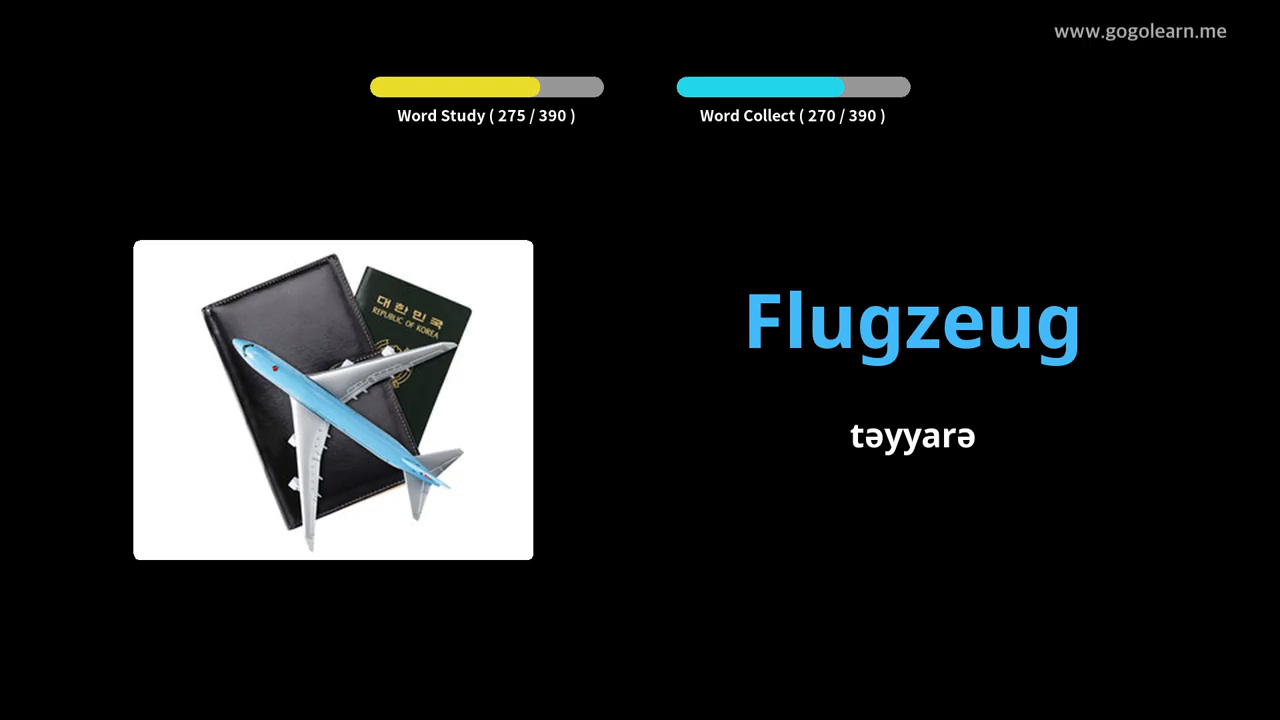 www.gogolearn.me
Word Study ( 275 / 390 )
Word Collect ( 270 / 390 )
대한민국
REPUBLIC OF KOREA
Flugzeug
təyyarə